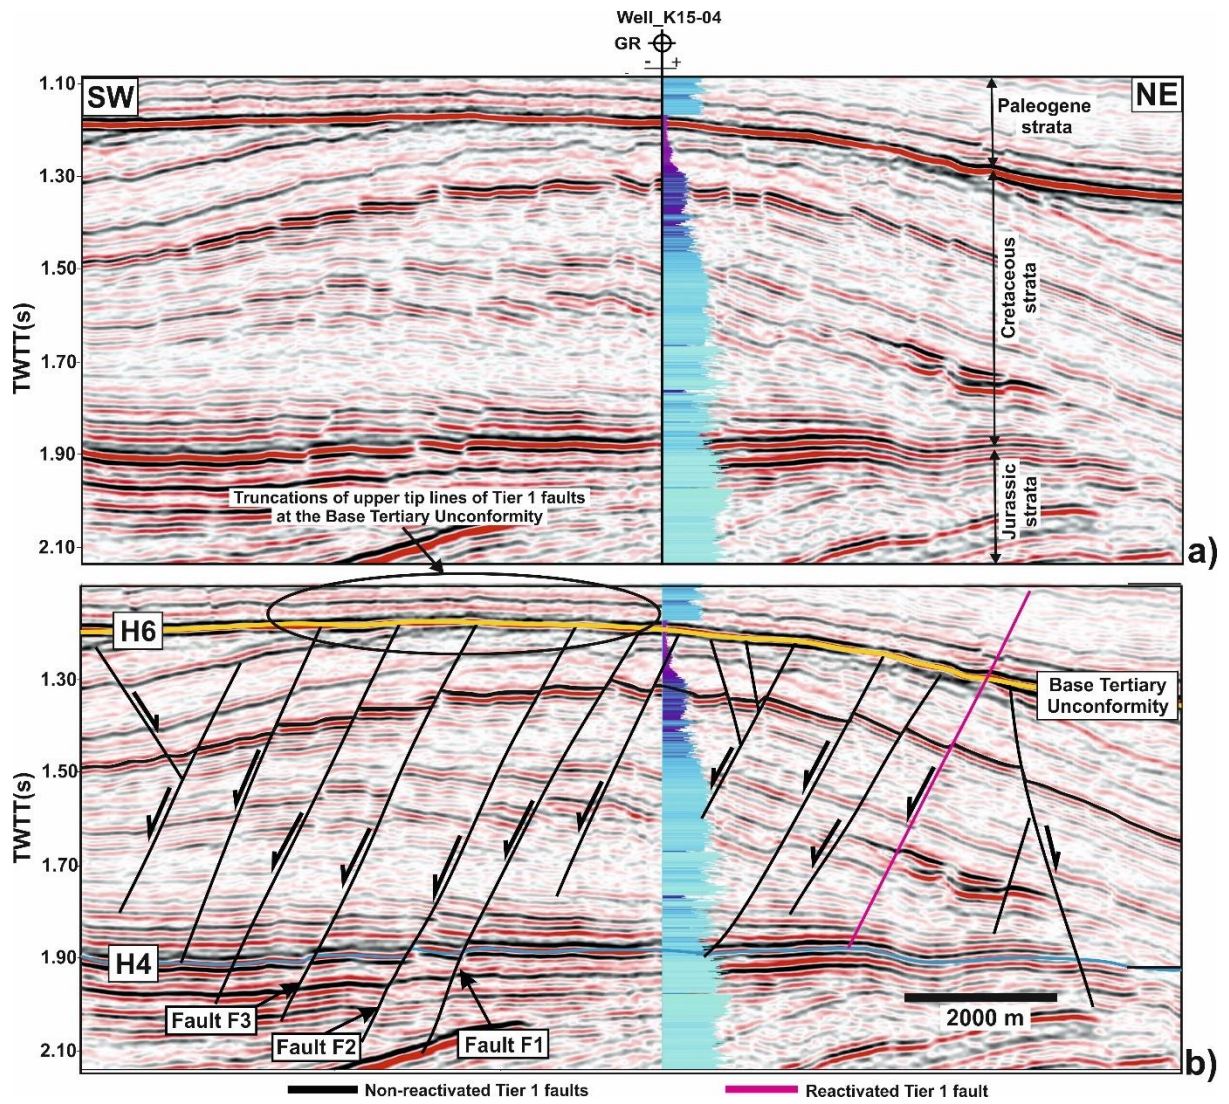 Well_K15-04
GR
- +
SW
NE
1.10
1.30
1.50
1.70
1.90
2.10
TWTT(s)
Paleogene
strata
Cretaceous
strata
Jurassic
strata
Truncations of upper tip lines of Tier 1 faults
at the Base Tertiary Unconformity
a)
H6
H4
1.30
1.50
1.70
1.90
2.10
TWTT(s)
Base Tertiary
Unconformity
Fault F3
Fault F2
Fault F1
2000 m
b)
Non-reactivated Tier 1 faults
Reactivated Tier 1 fault